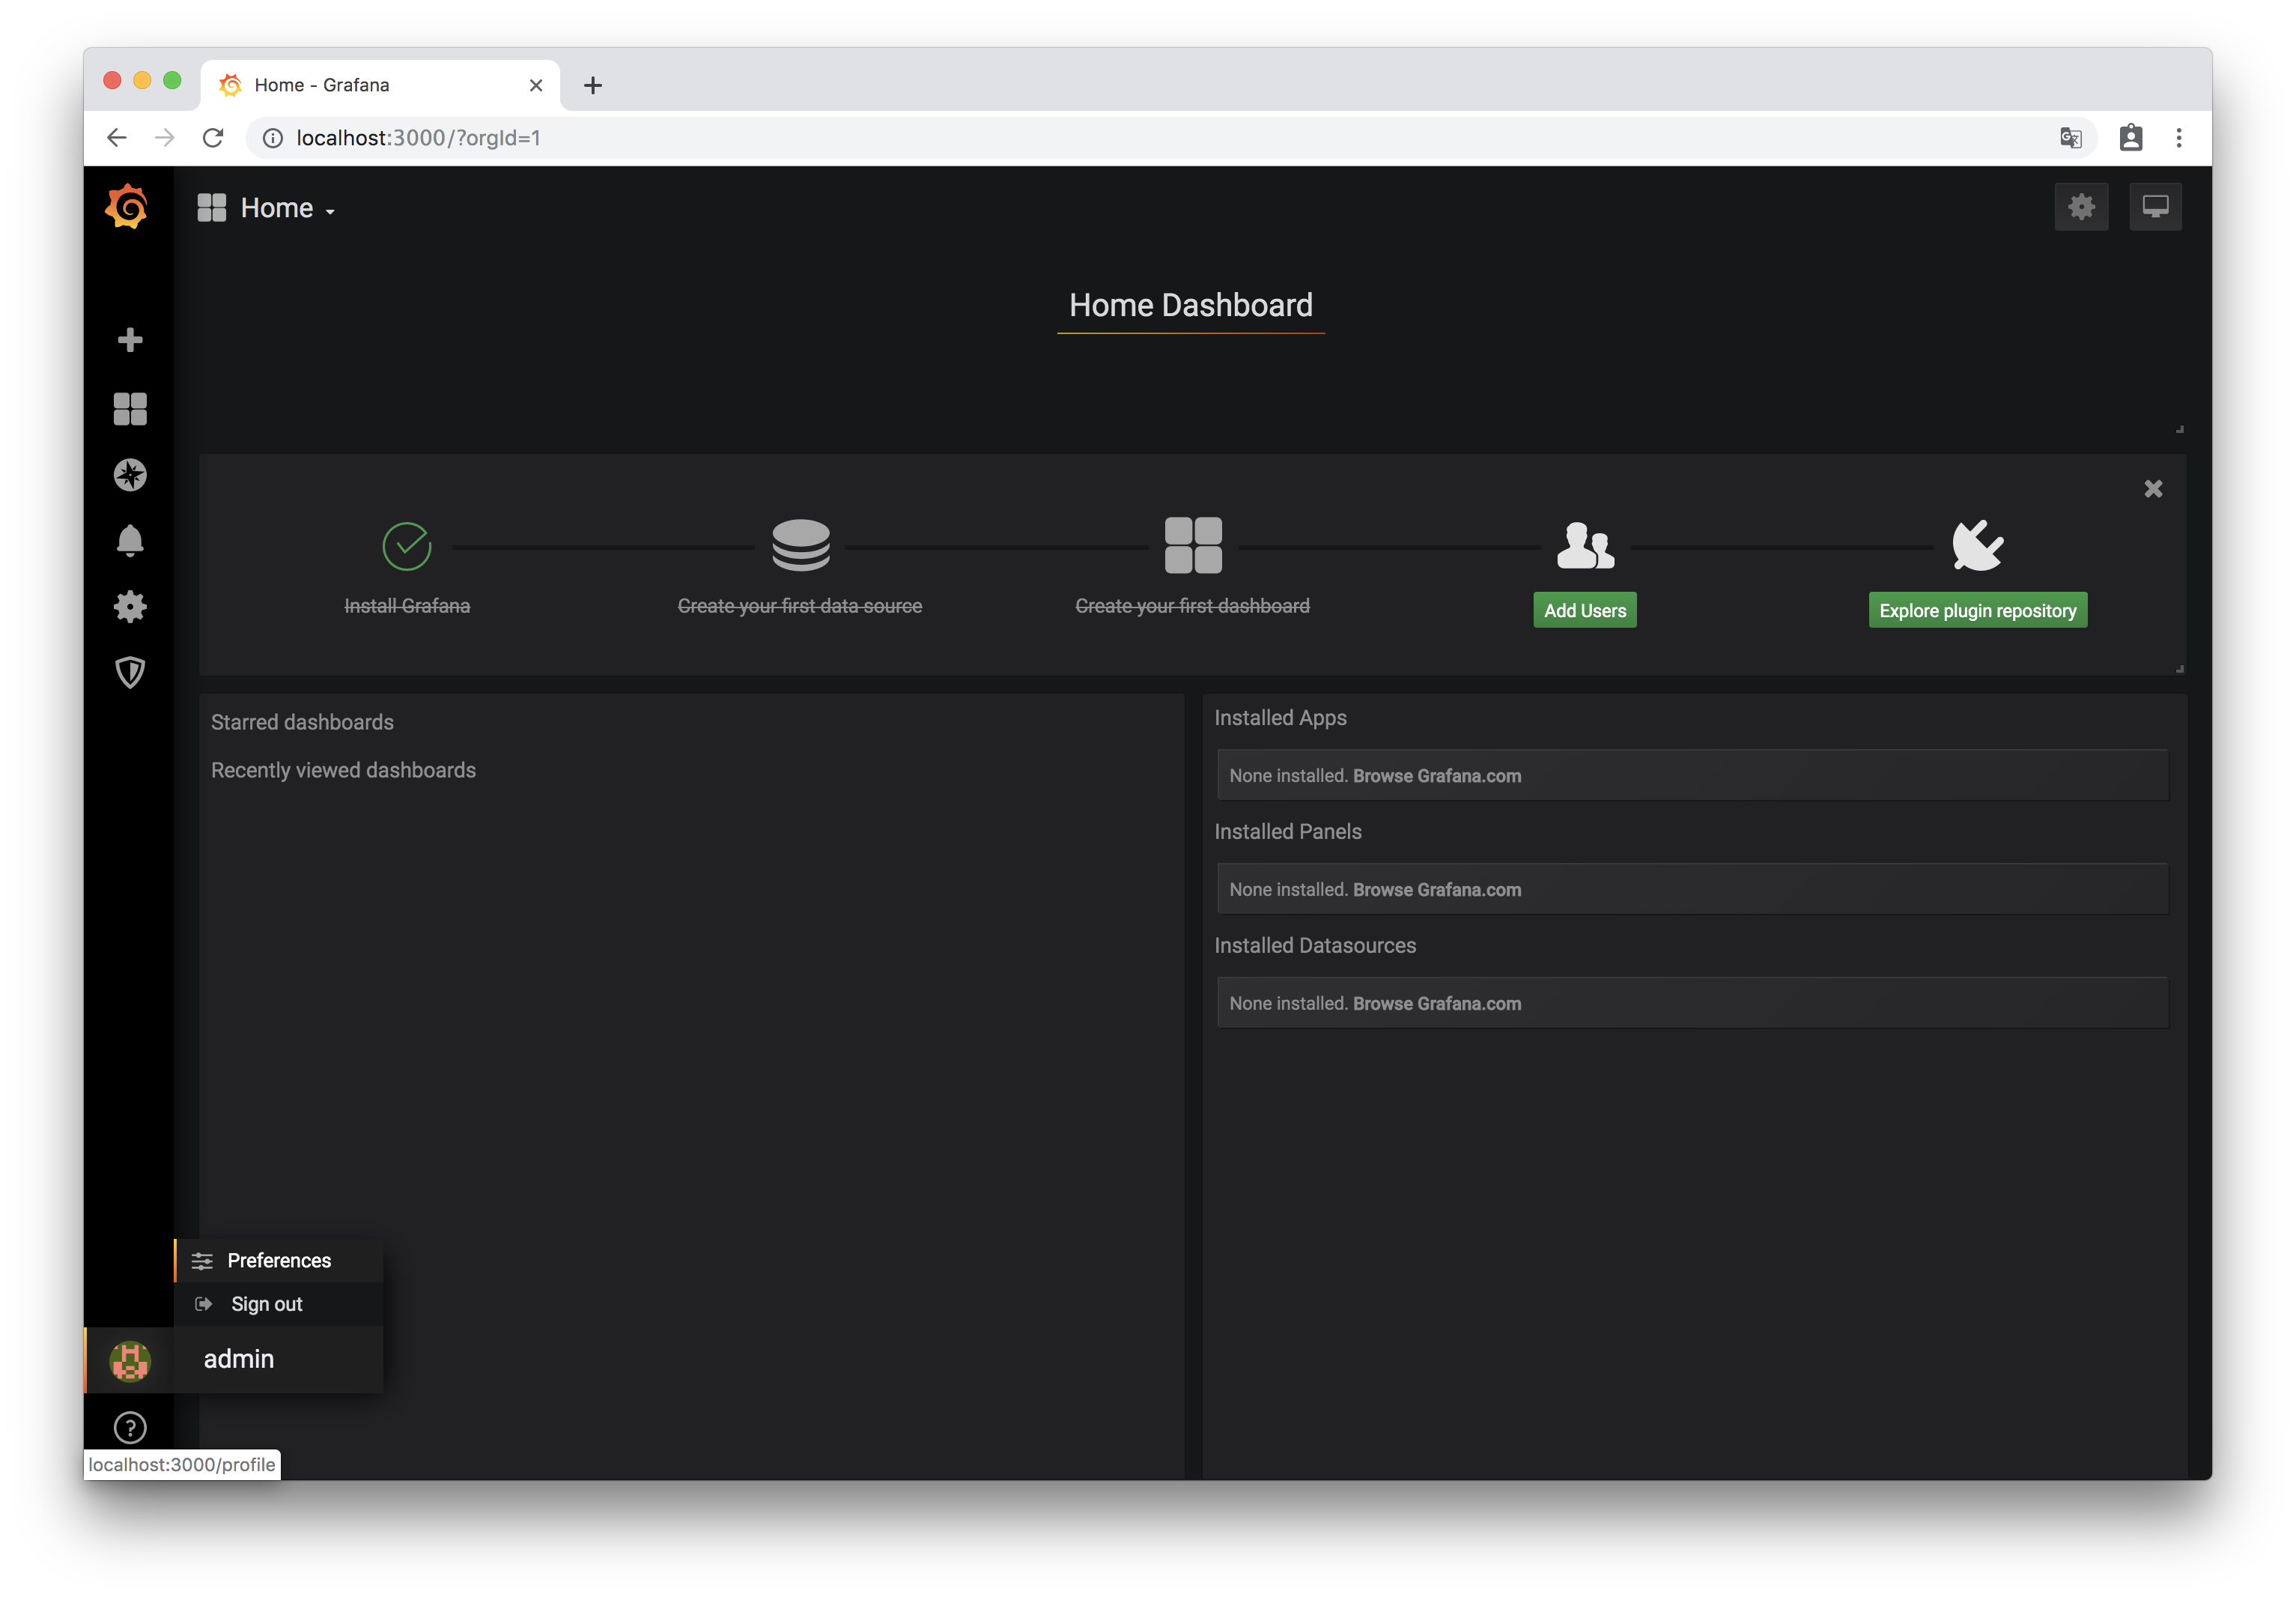 Home - Grafana
localhost:3000/?orgId=1
Home
Home Dashboard
Install Grafana
Create your first data source
Create your first dashboard
Add Users
Explore plugin repository
Starred dashboards
Recently viewed dashboards
Installed Apps
None installed. Browse Grafana.com
Installed Panels
None installed. Browse Grafana.com
Installed Datasources
None installed. Browse Grafana.com
Preferences
Sign out
admin
localhost:3000/profile